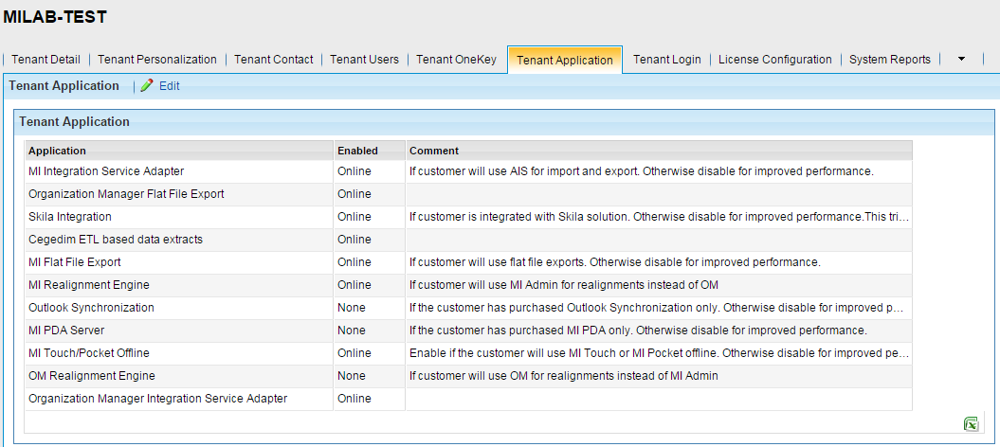 MILAB-TEST
Tenant Detail Tenant Personalization Tenant Contact Tenant Users Tenant OneKey Tenant Application Tenant Login License Configuration System Reports
Tenant Application Edit
Tenant Application
Application Enabled Comment
MI Integration Service Adapter Online If customer will use AIS for import and export. Otherwise disable for improved performance.
Organization Manager Flat File Export Online
Skila Integration Online If customer is integrated with Skila solution. Otherwise disable for improved performance.This tri...
Cegedim ETL based data extracts Online
MI Flat File Export Online If customer will use flat file exports. Otherwise disable for improved performance.
MI Realignment Engine Online If customer will use MI Admin for realignments instead of OM
Outlook Synchronization None If the customer has purchased Outlook Synchronization only. Otherwise disable for improved p...
MI PDA Server None If the customer has purchased MI PDA only. Otherwise disable for improved performance.
MI Touch/Pocket Offline Online Enable if the customer will use MI Touch or MI Pocket offline. Otherwise disable for improved pe...
OM Realignment Engine None If customer will use OM for realignments instead of MI Admin
Organization Manager Integration Service Adapter Online